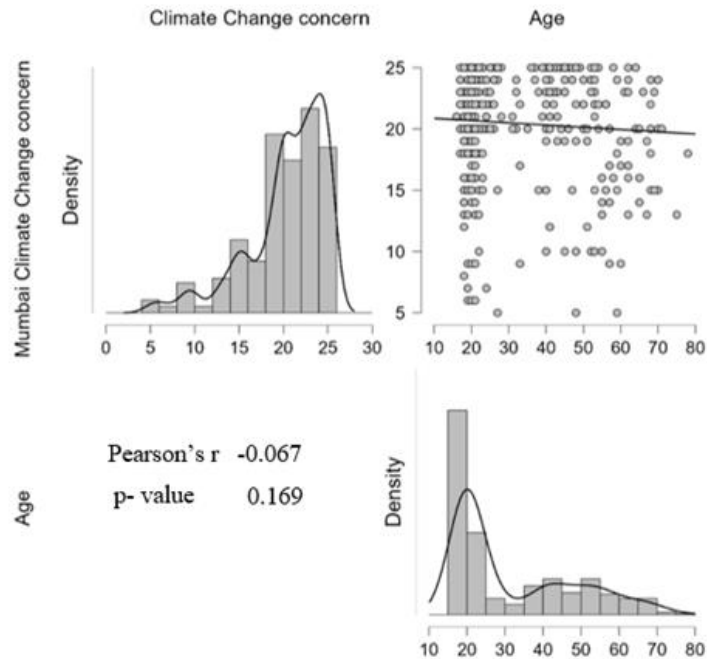 Climate Change concern
Age
Mumbai Climate Change concern
Density
0 5 10 15 20 25 30
25
20
15
10
5
10 20 30 40 50 60 70 80
Age
Pearson’s r -0.067
p- value 0.169
Density
10 20 30 40 50 60 70 80